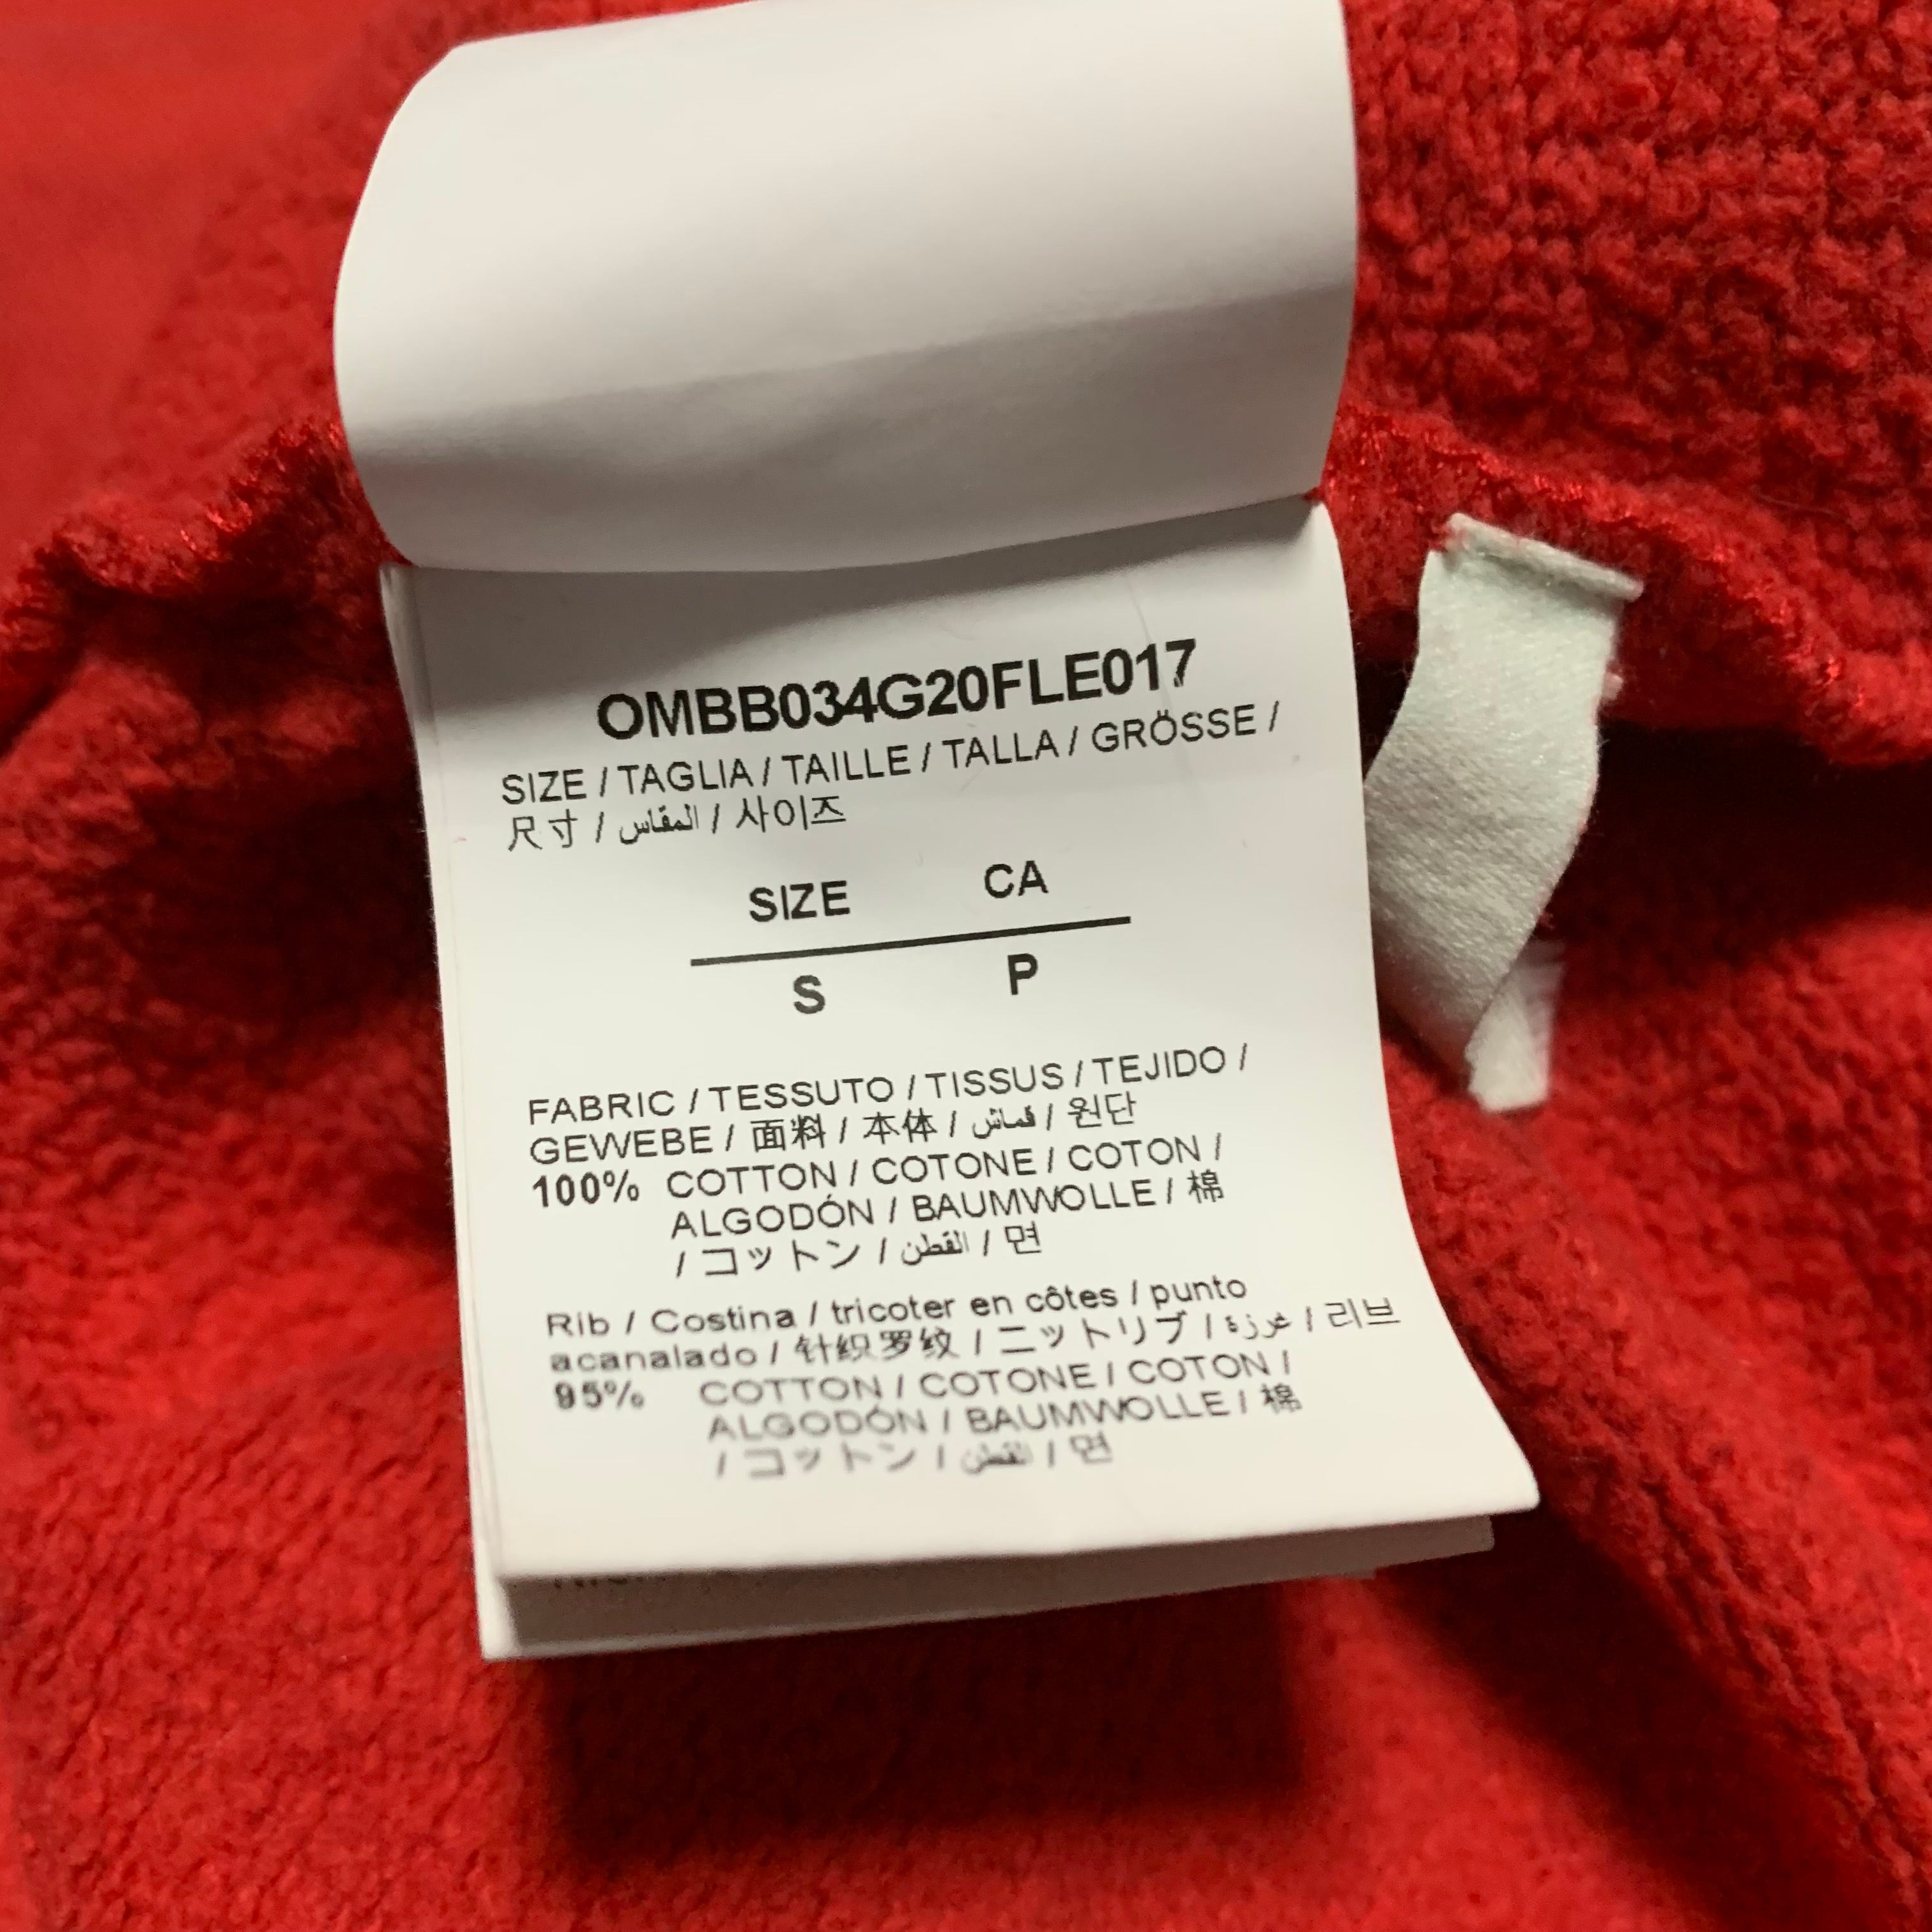 OMBB034G20FLE017
SIZE / TAGLIA / TAILLE / TALLA / GRÖSSE /
尺寸 / المقاس / 사이즈
SIZE CA
S P
FABRIC / TESSUTO / TISSUS / TEJIDO /
GEWEBE / 面料 / 本体 / قماش / 원단
100% COTTON / COTONE / COTON /
ALGODÓN / BAUMWOLLE / 棉
/ コットン / القطن / 면
Rib / Costina / tricoter en côtes / punto
acanalado / 针织罗纹 / ニットリブ / غرزة / 리브
95% COTTON / COTONE / COTON /
ALGODÓN / BAUMWOLLE / 棉
/ コットン / القطن / 면